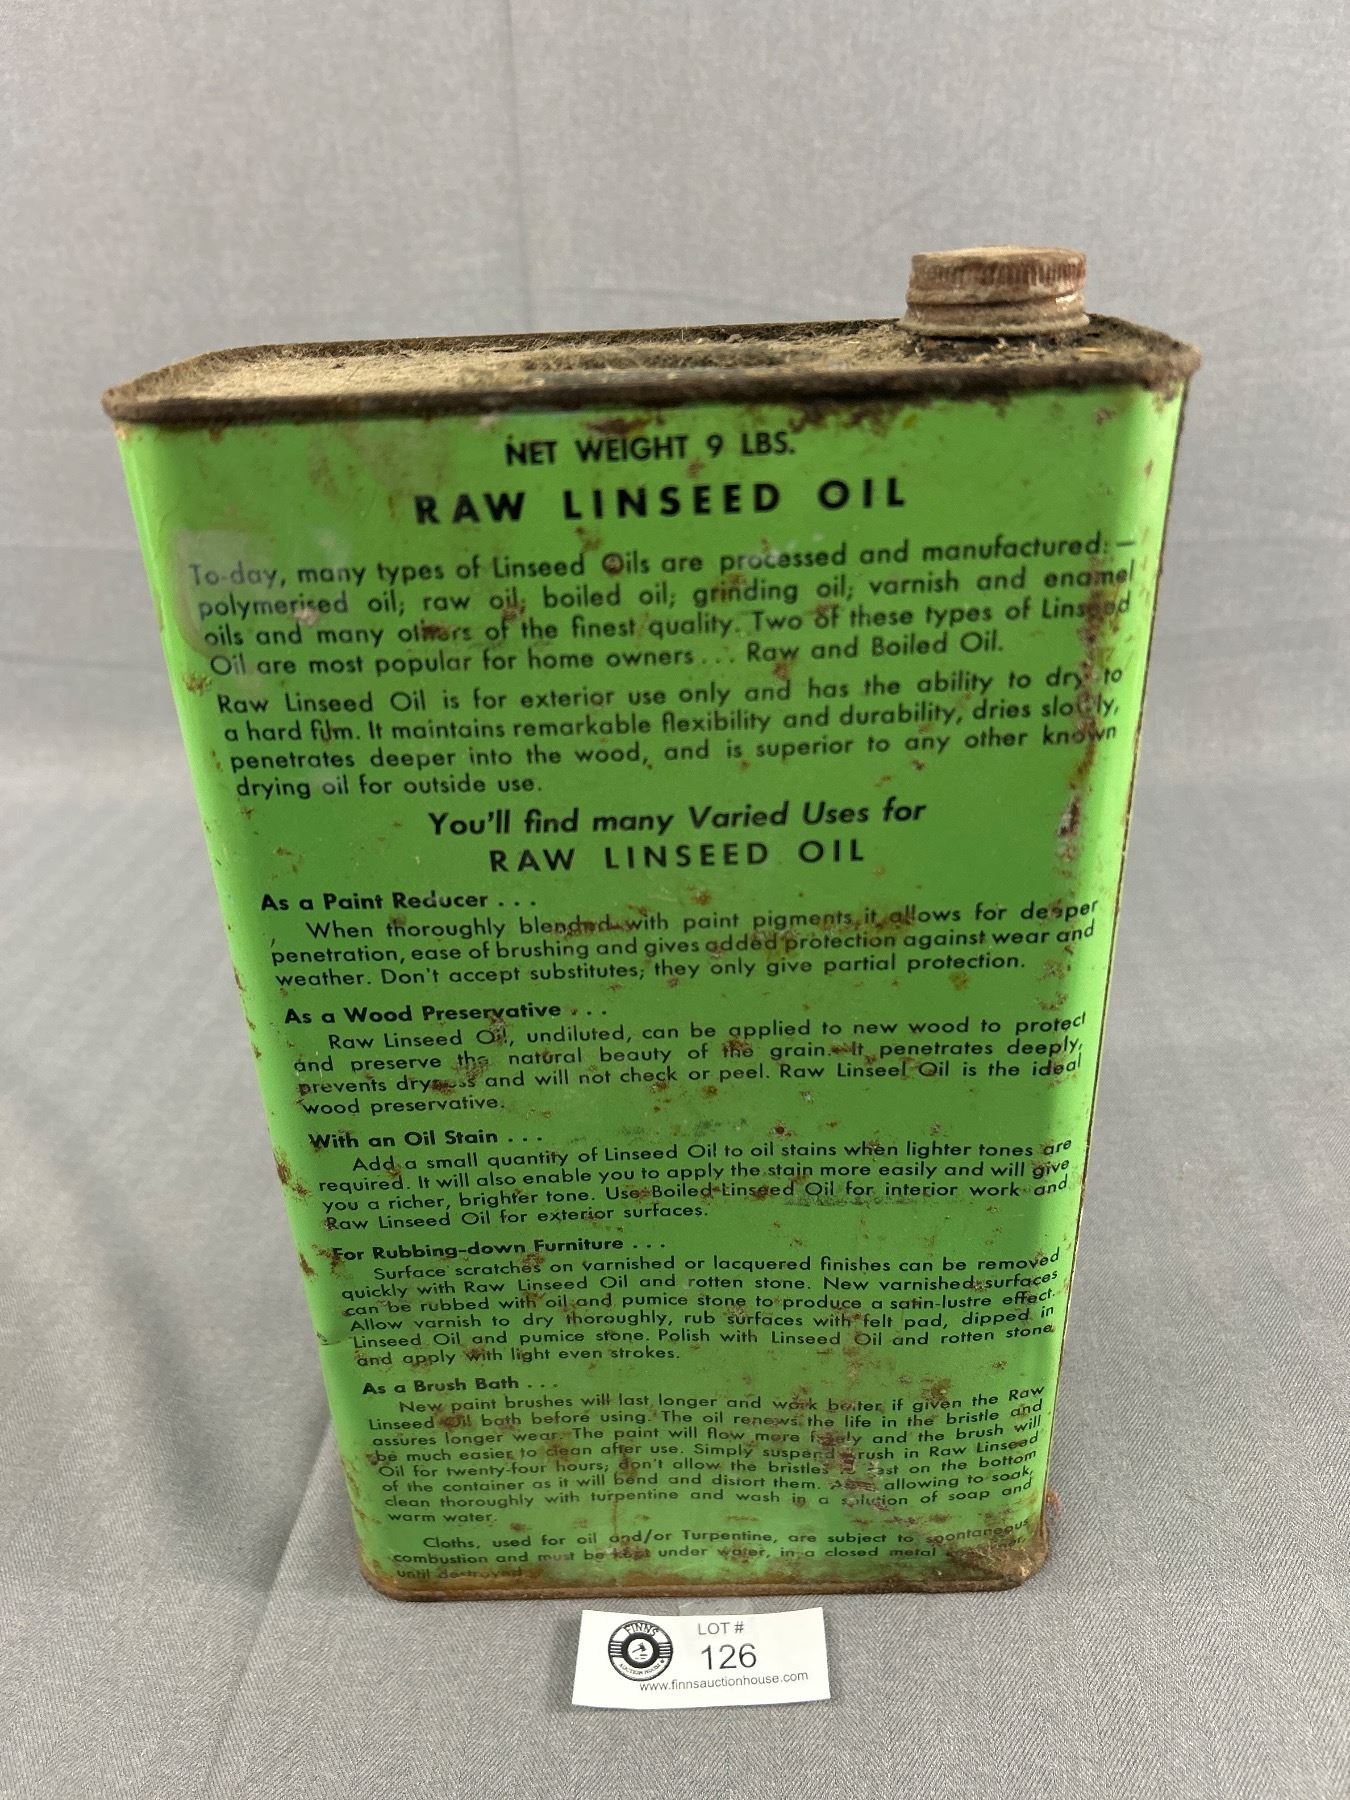 NET WEIGHT 9 LBS.
RAW LINSEED OIL
To-day, many types of Linseed Oils are processed and manufactured:—
polymerised oil; raw oil; boiled oil; grinding oil; varnish and enamel
oils and many others of the finest quality. Two of these types of Linseed
Oil are most popular for home owners... Raw and Boiled Oil.
Raw Linseed Oil is for exterior use only and has the ability to dry to
a hard film. It maintains remarkable flexibility and durability, dries slowly,
penetrates deeper into the wood, and is superior to any other known
drying oil for outside use.
You'll find many Varied Uses for
RAW LINSEED OIL
As a Paint Reducer...
When thoroughly blended with paint pigments it allows for deeper
penetration, ease of brushing and gives added protection against wear and
weather. Don't accept substitutes; they only give partial protection.
As a Wood Preservative...
Raw Linseed Oil, undiluted, can be applied to new wood to protect
and preserve the natural beauty of the grain. It penetrates deeply,
prevents dryness and will not check or peel. Raw Linseel Oil is the ideal
wood preservative.
With an Oil Stain...
Add a small quantity of Linseed Oil to oil stains when lighter tones are
required. It will also enable you to apply the stain more easily and will give
you a richer, brighter tone. Use Boiled Linseed Oil for interior work and
Raw Linseed Oil for exterior surfaces.
For Rubbing-down Furniture...
Surface scratches on varnished or lacquered finishes can be removed
quickly with Raw Linseed Oil and rotten stone. New varnished surfaces
can be rubbed with oil and pumice stone to produce a satin-lustre effect.
Allow varnish to dry thoroughly, rub surfaces with felt pad, dipped in
Linseed Oil and pumice stone. Polish with Linseed Oil and rotten stone
and apply with light even strokes.
As a Brush Bath...
New paint brushes will last longer and work better if given the Raw
Linseed Oil bath before using. The oil renews the life in the bristle and
assures longer wear. The paint will flow more freely and the brush will
be much easier to clean after use. Simply suspend brush in Raw Linseed
Oil for twenty-four hours; don't allow the bristles to rest on the bottom
of the container as it will bend and distort them. allowing to soak,
clean thoroughly with turpentine and wash in a solution of soap and
warm water.
Cloths, used for oil and/or Turpentine, are subject to spontaneous
combustion and must be kept under water, in a closed metal
until destroyed
FINNS
AUCTION HOUSE
LOT #
126
www.finnsauctionhouse.com